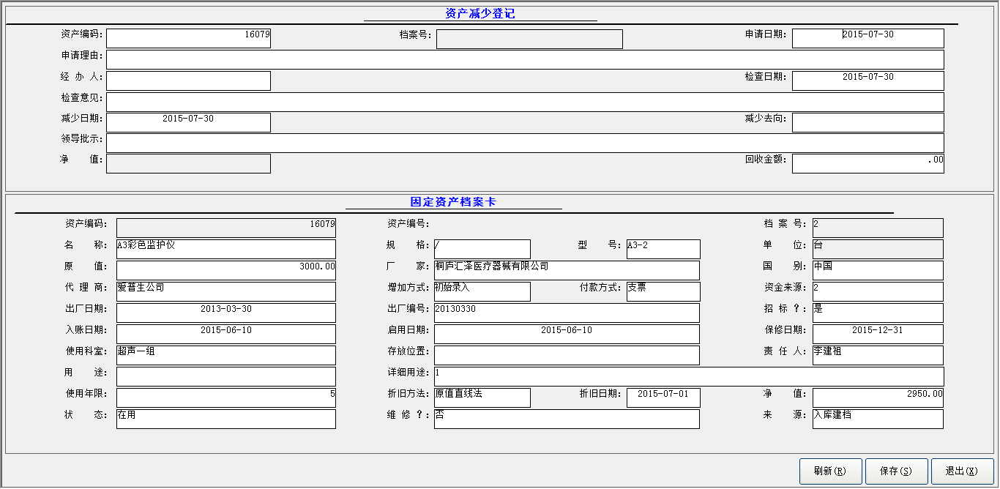 资产减少登记
资产编码： 16079 档案号： 申请日期： 2015-07-30
申请理由：
经 办 人： 检查日期： 2015-07-30
检查意见：
减少日期： 2015-07-30 减少去向：
领导批示：
净 值： 回收金额： .00
固定资产档案卡
资产编码： 16079 资产编号： 档 案 号： 2
名 称： A3彩色监护仪 规 格： / 型 号： A3-2 单 位： 台
原 值： 3000.00 厂 家： 桐庐汇泽医疗器械有限公司 国 别： 中国
代 理 商： 爱普生公司 增加方式： 初始录入 付款方式： 支票 资金来源： 2
出厂日期： 2013-03-30 出厂编号： 20130330 招 标 ？： 是
入账日期： 2015-06-10 启用日期： 2015-06-10 保修日期： 2015-12-31
使用科室： 超声一组 存放位置： 责 任 人： 李建祖
用 途： 详细用途： 1
使用年限： 5 折旧方法： 原值直线法 折旧日期： 2015-07-01 净 值： 2950.00
状 态： 在用 维 修 ？： 否 来 源： 入库建档
刷新(R) 保存(S) 退出(X)